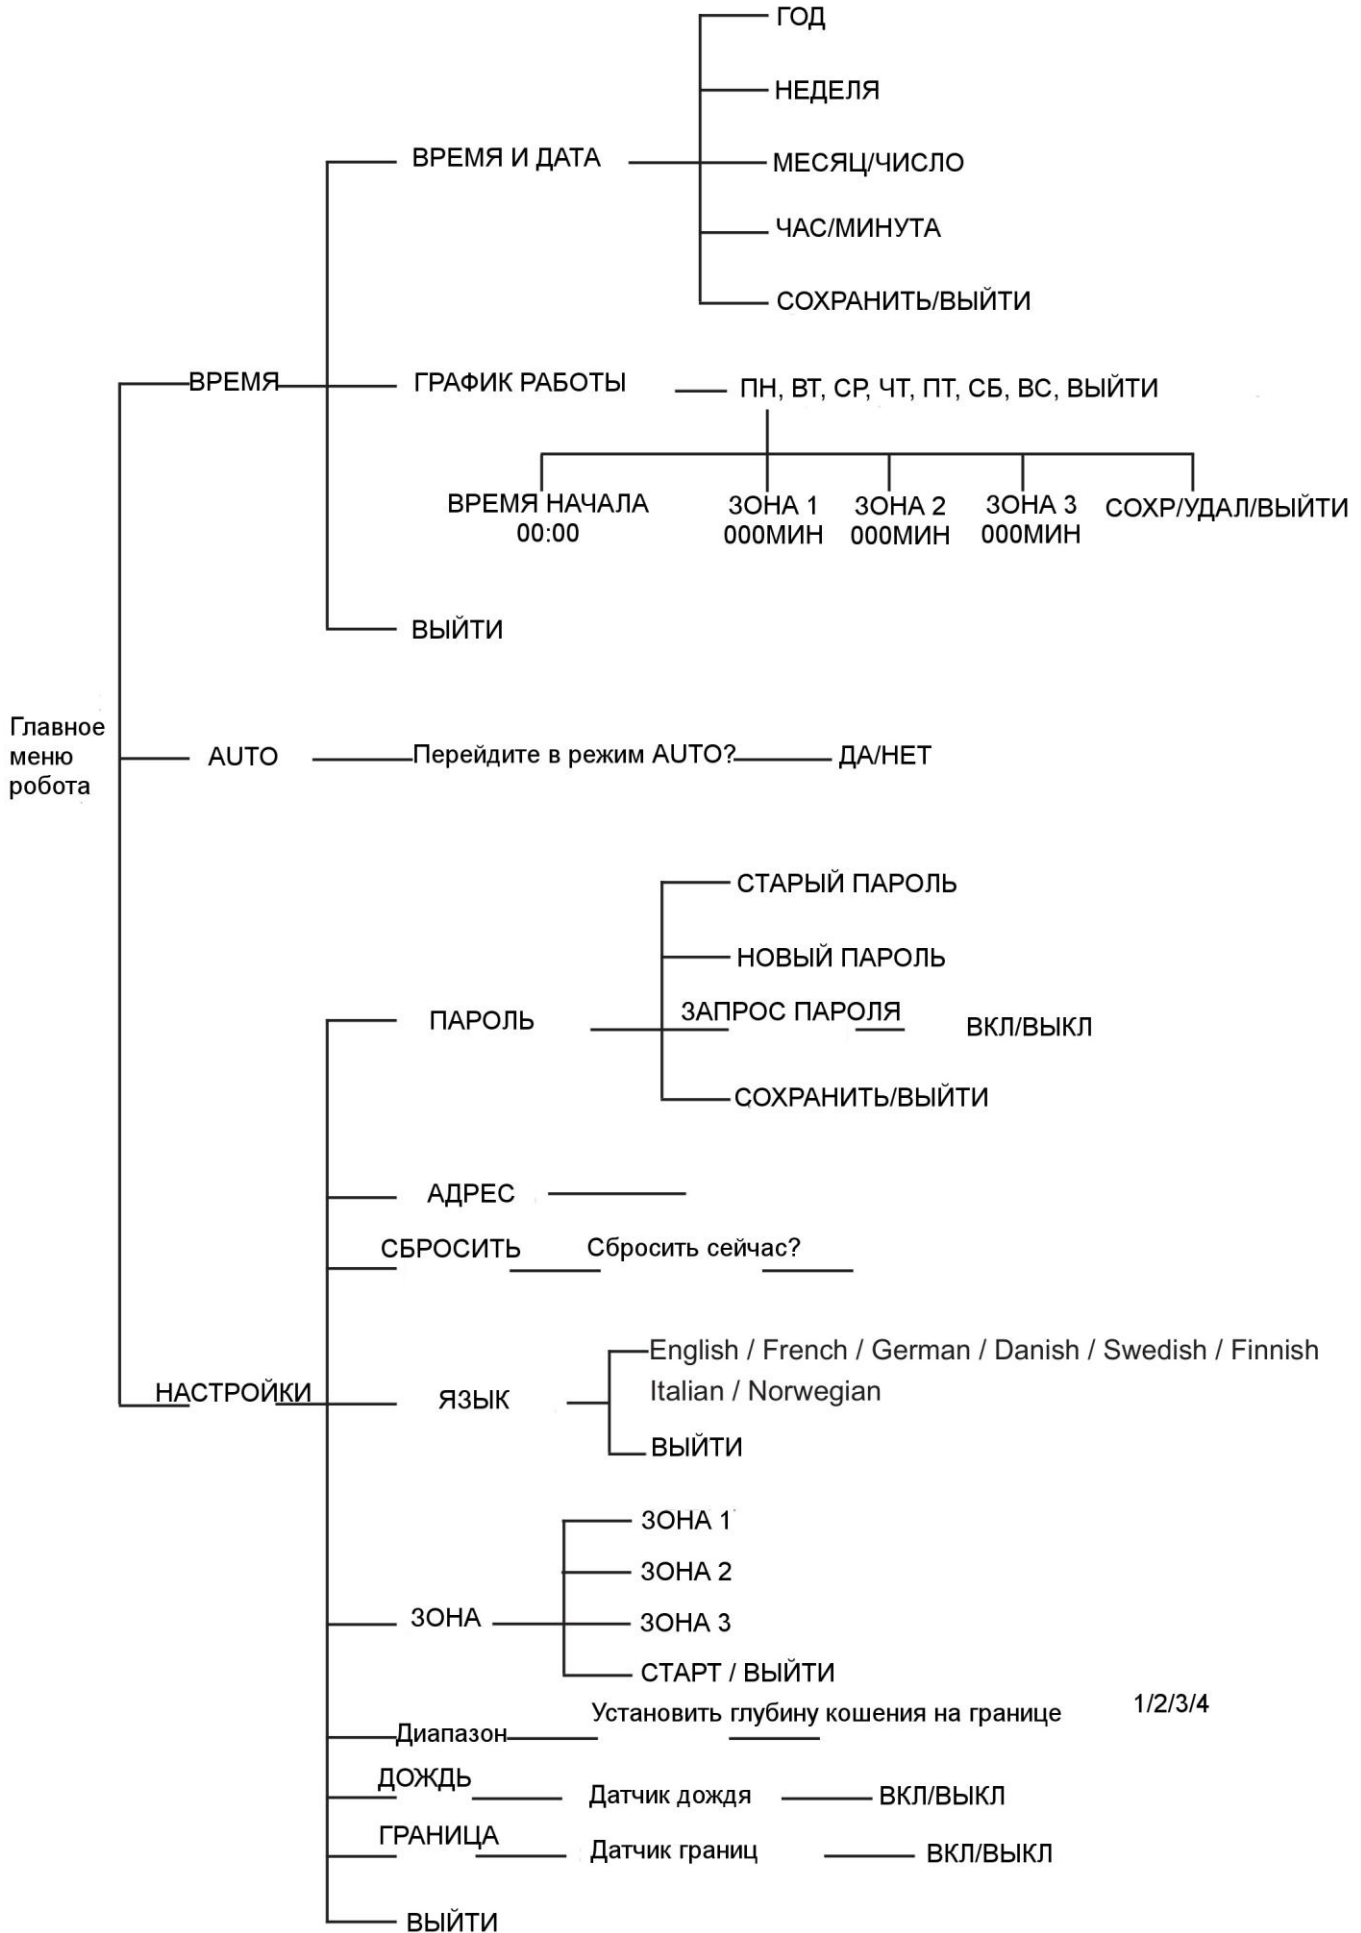 ГОД
НЕДЕЛЯ
ВРЕМЯ И ДАТА
МЕСЯЦ/ЧИСЛО
ЧАС/МИНУТА
СОХРАНИТЬ/ВЫЙТИ
ВРЕМЯ
ГРАФИК РАБОТЫ
ПН, ВТ, СР, ЧТ, ПТ, СБ, ВС, ВЫЙТИ
ВРЕМЯ НАЧАЛА
00:00
ЗОНА 1
000МИН
ЗОНА 2
000МИН
ЗОНА 3
000МИН
СОХР/УДАЛ/ВЫЙТИ
ВЫЙТИ
Главное
меню
робота
AUTO
Перейдите в режим AUTO?
ДА/НЕТ
СТАРЫЙ ПАРОЛЬ
НОВЫЙ ПАРОЛЬ
ПАРОЛЬ
ЗАПРОС ПАРОЛЯ
ВКЛ/ВЫКЛ
СОХРАНИТЬ/ВЫЙТИ
АДРЕС
СБРОСИТЬ
Сбросить сейчас?
НАСТРОЙКИ
ЯЗЫК
English / French / German / Danish / Swedish / Finnish
Italian / Norwegian
ВЫЙТИ
ЗОНА 1
ЗОНА 2
ЗОНА
ЗОНА 3
СТАРТ / ВЫЙТИ
Диапазон
Установить глубину кошения на границе
1/2/3/4
ДОЖДЬ
Датчик дождя
ВКЛ/ВЫКЛ
ГРАНИЦА
Датчик границ
ВКЛ/ВЫКЛ
ВЫЙТИ